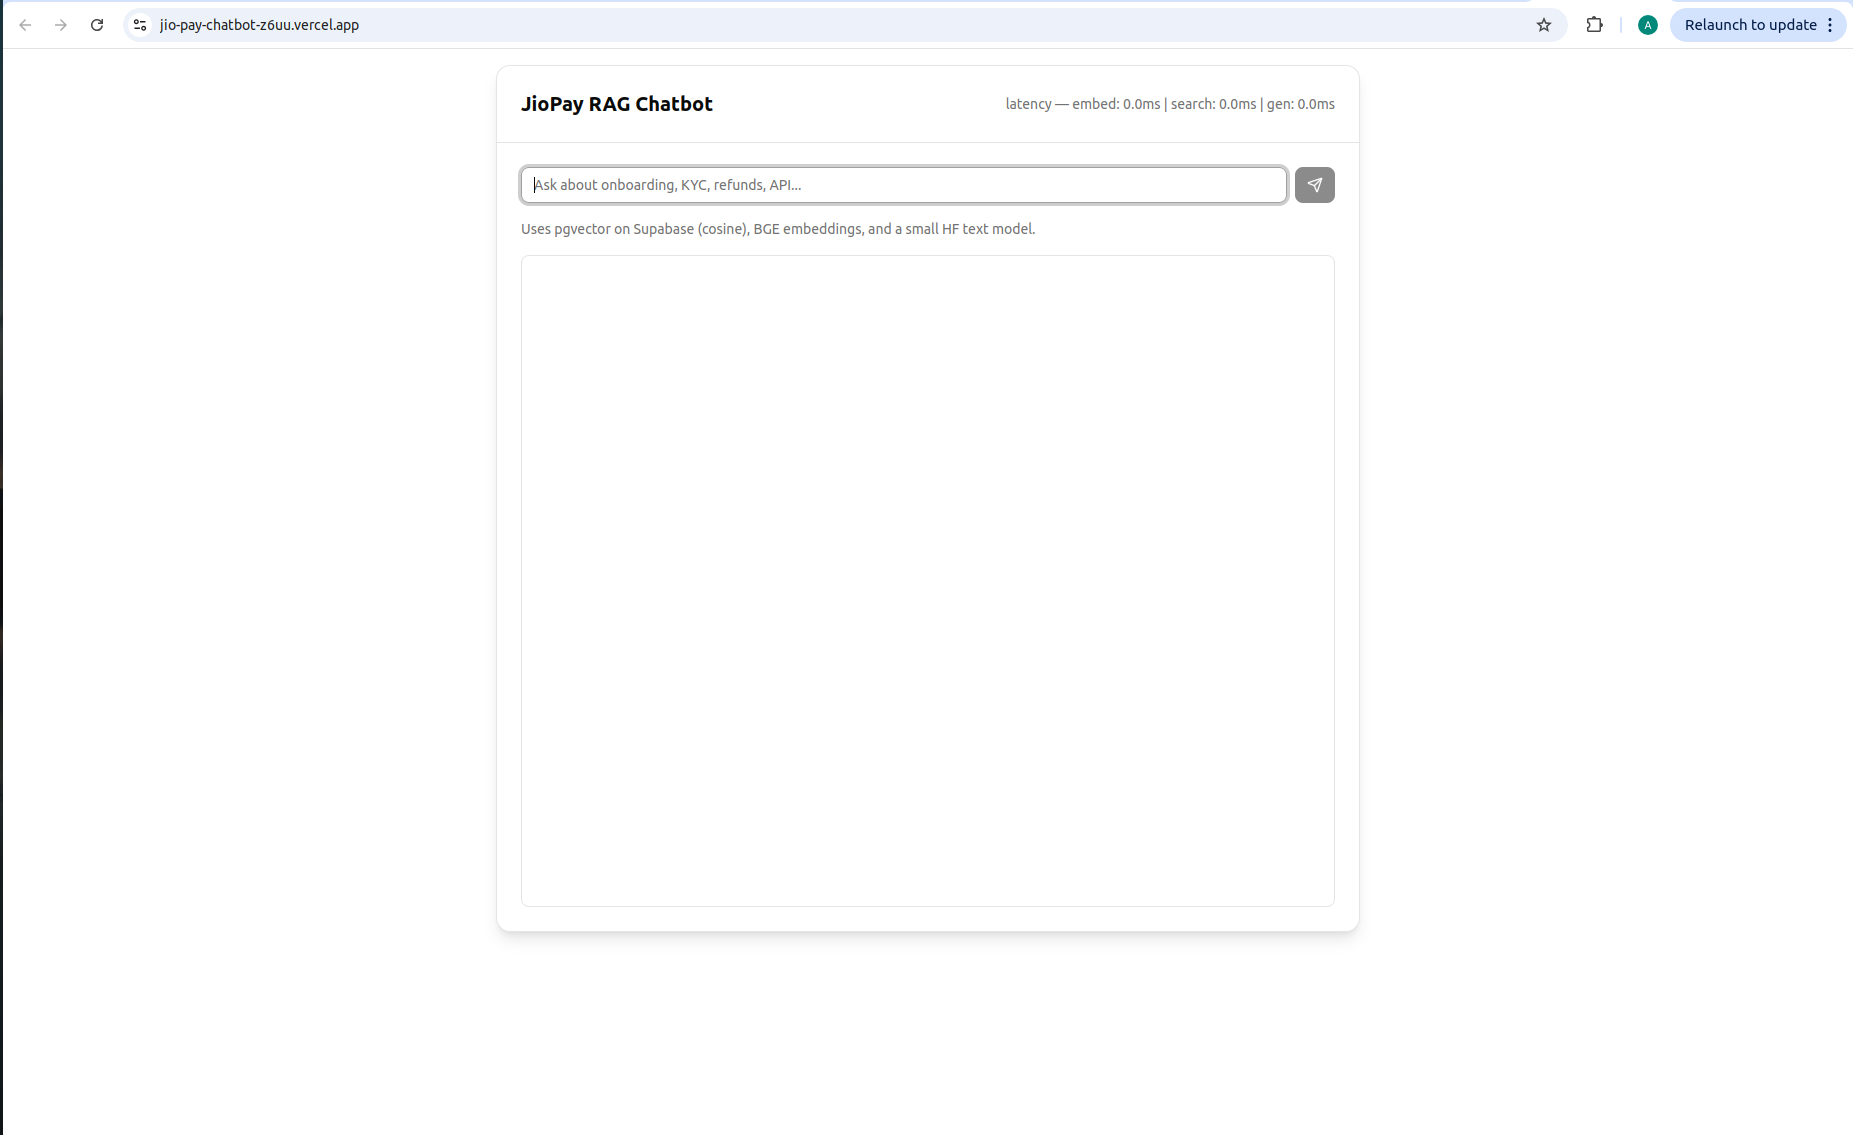 jio-pay-chatbot-z6uu.vercel.app
A
Relaunch to update
JioPay RAG Chatbot
latency — embed: 0.0ms | search: 0.0ms | gen: 0.0ms
Ask about onboarding, KYC, refunds, API...
Uses pgvector on Supabase (cosine), BGE embeddings, and a small HF text model.